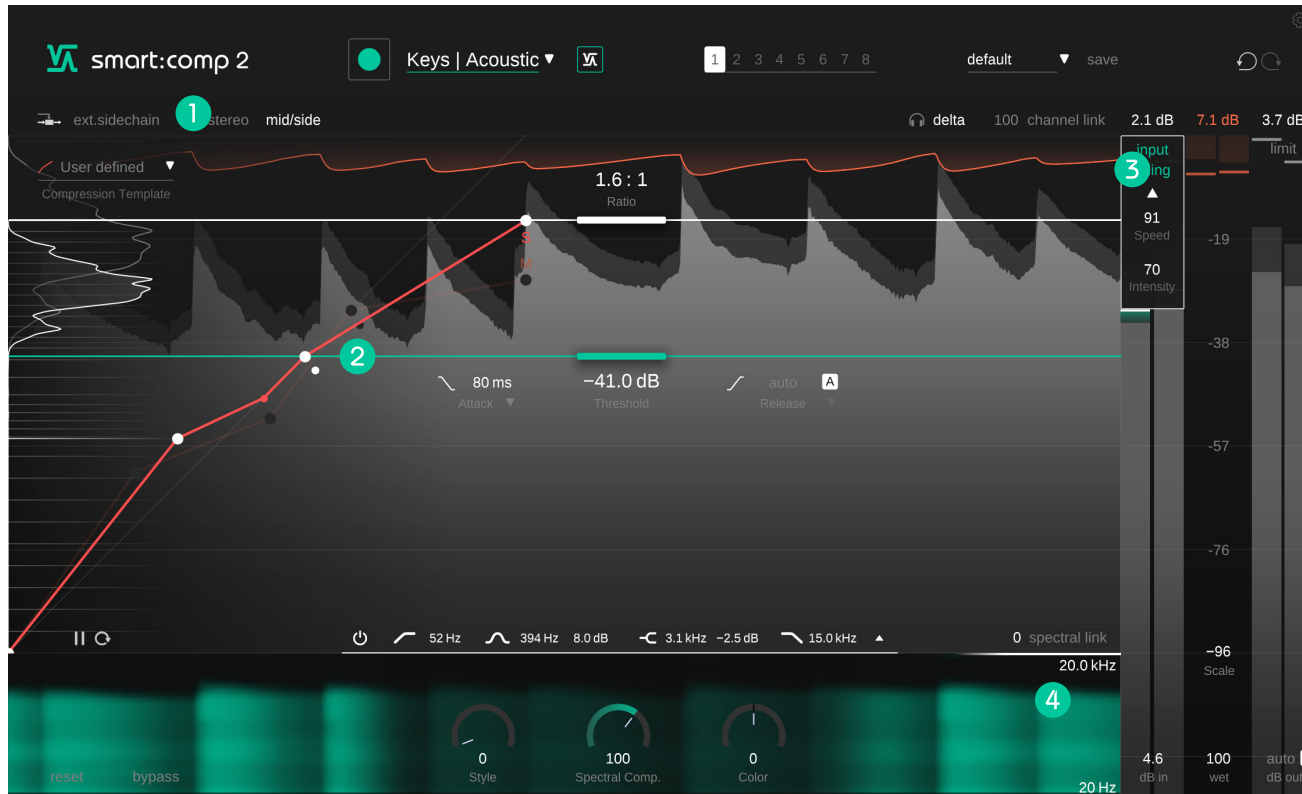 smart:comp 2
Keys | Acoustic
1 2 3 4 5 6 7 8
default
save
ext.sidechain
1
stereo
mid/side
delta
100 channel link
2.1 dB
7.1 dB
3.7 dB
User defined
Compression Template
1.6 : 1
Ratio
input
3
limit
91
Speed
70
Intensity
S
M
-19
-38
-57
-76
−96
Scale
2
80 ms
Attack
−41.0 dB
Threshold
auto A
Release
52 Hz
394 Hz 8.0 dB
3.1 kHz −2.5 dB
15.0 kHz
0 spectral link
20.0 kHz
4
0
Style
100
Spectral Comp.
0
Color
reset
bypass
20 Hz
4.6
dB in
100
wet
auto
dB out